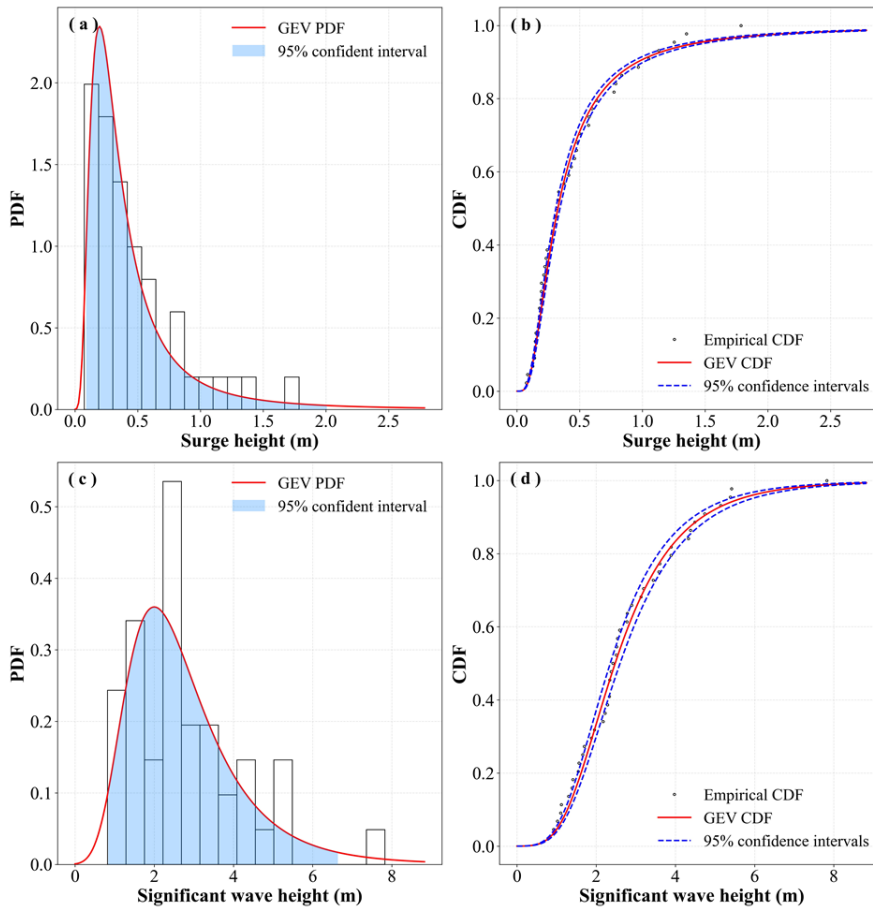 ( a )
GEV PDF
95% confident interval
PDF
2.0
1.5
1.0
0.5
0.0
0.0 0.5 1.0 1.5 2.0 2.5
Surge height (m)
( b )
CDF
1.0
0.8
0.6
0.4
0.2
0.0
Empirical CDF
GEV CDF
95% confidence intervals
0.0 0.5 1.0 1.5 2.0 2.5
Surge height (m)
( c )
GEV PDF
95% confident interval
PDF
0.5
0.4
0.3
0.2
0.1
0.0
0 2 4 6 8
Significant wave height (m)
( d )
CDF
1.0
0.8
0.6
0.4
0.2
0.0
Empirical CDF
GEV CDF
95% confidence intervals
0 2 4 6 8
Significant wave height (m)